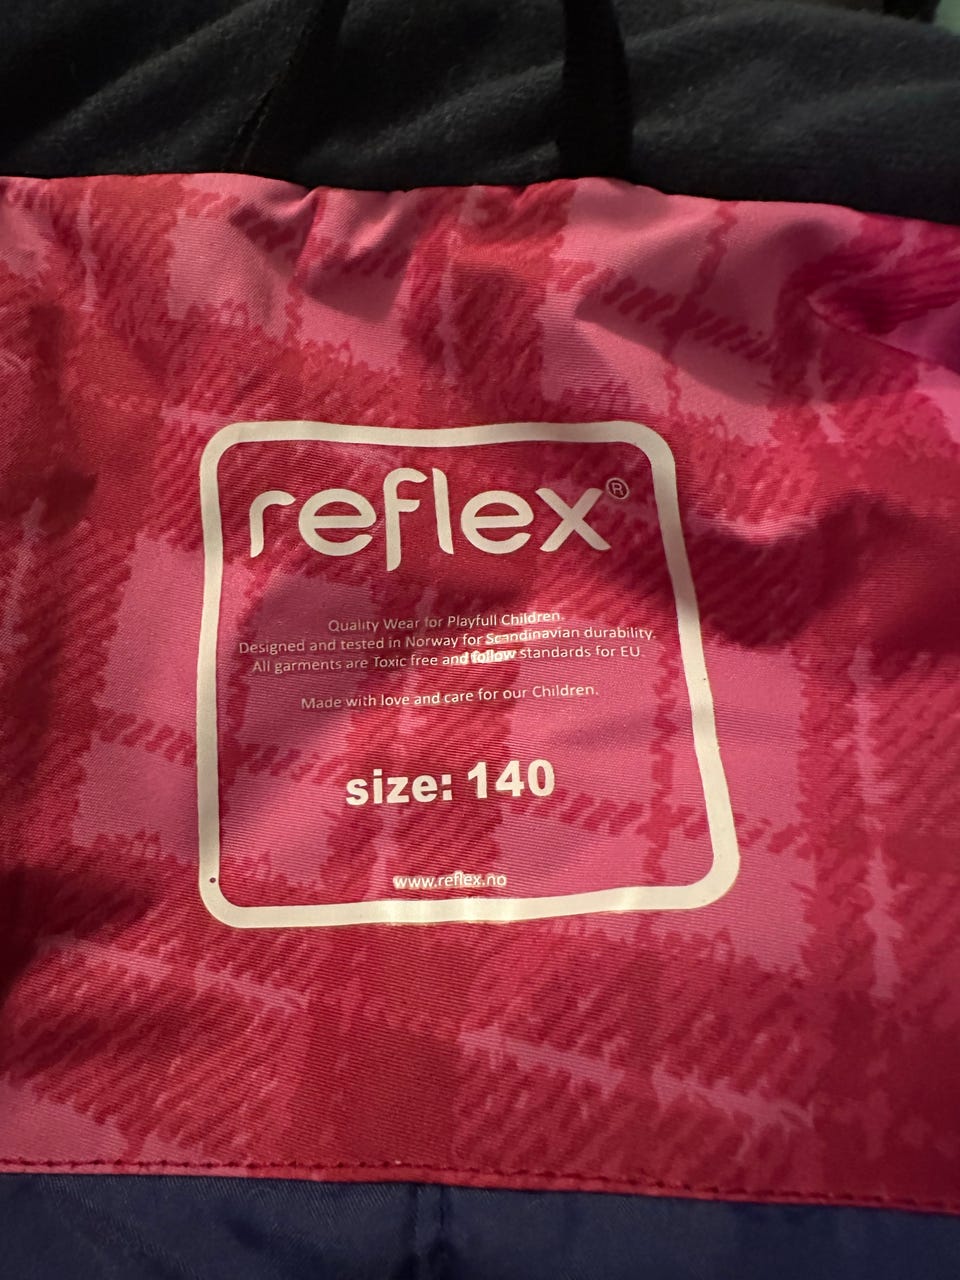 reflex®
Quality Wear for Playfull Children.
Designed and tested in Norway for Scandinavian durability.
All garments are Toxic free and follow standards for EU.
Made with love and care for our Children.
size: 140
www.reflex.no